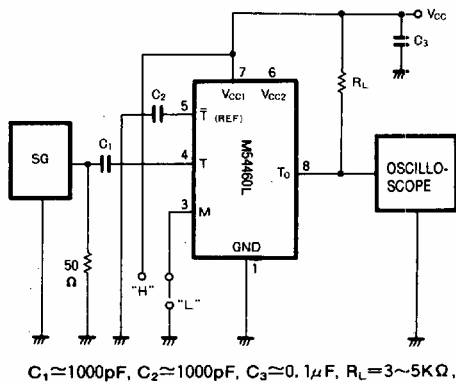 VCC
C3
7
6
C2
VCC1
VCC2
RL
5
T̄
(REF)
SG
C1
4
T
M54460L
TO
8
OSCILLO-
SCOPE
3
M
50
Ω
"H"
"L"
GND
1
C1≃1000pF, C2≃1000pF, C3≃0.1μF, RL=3~5KΩ,